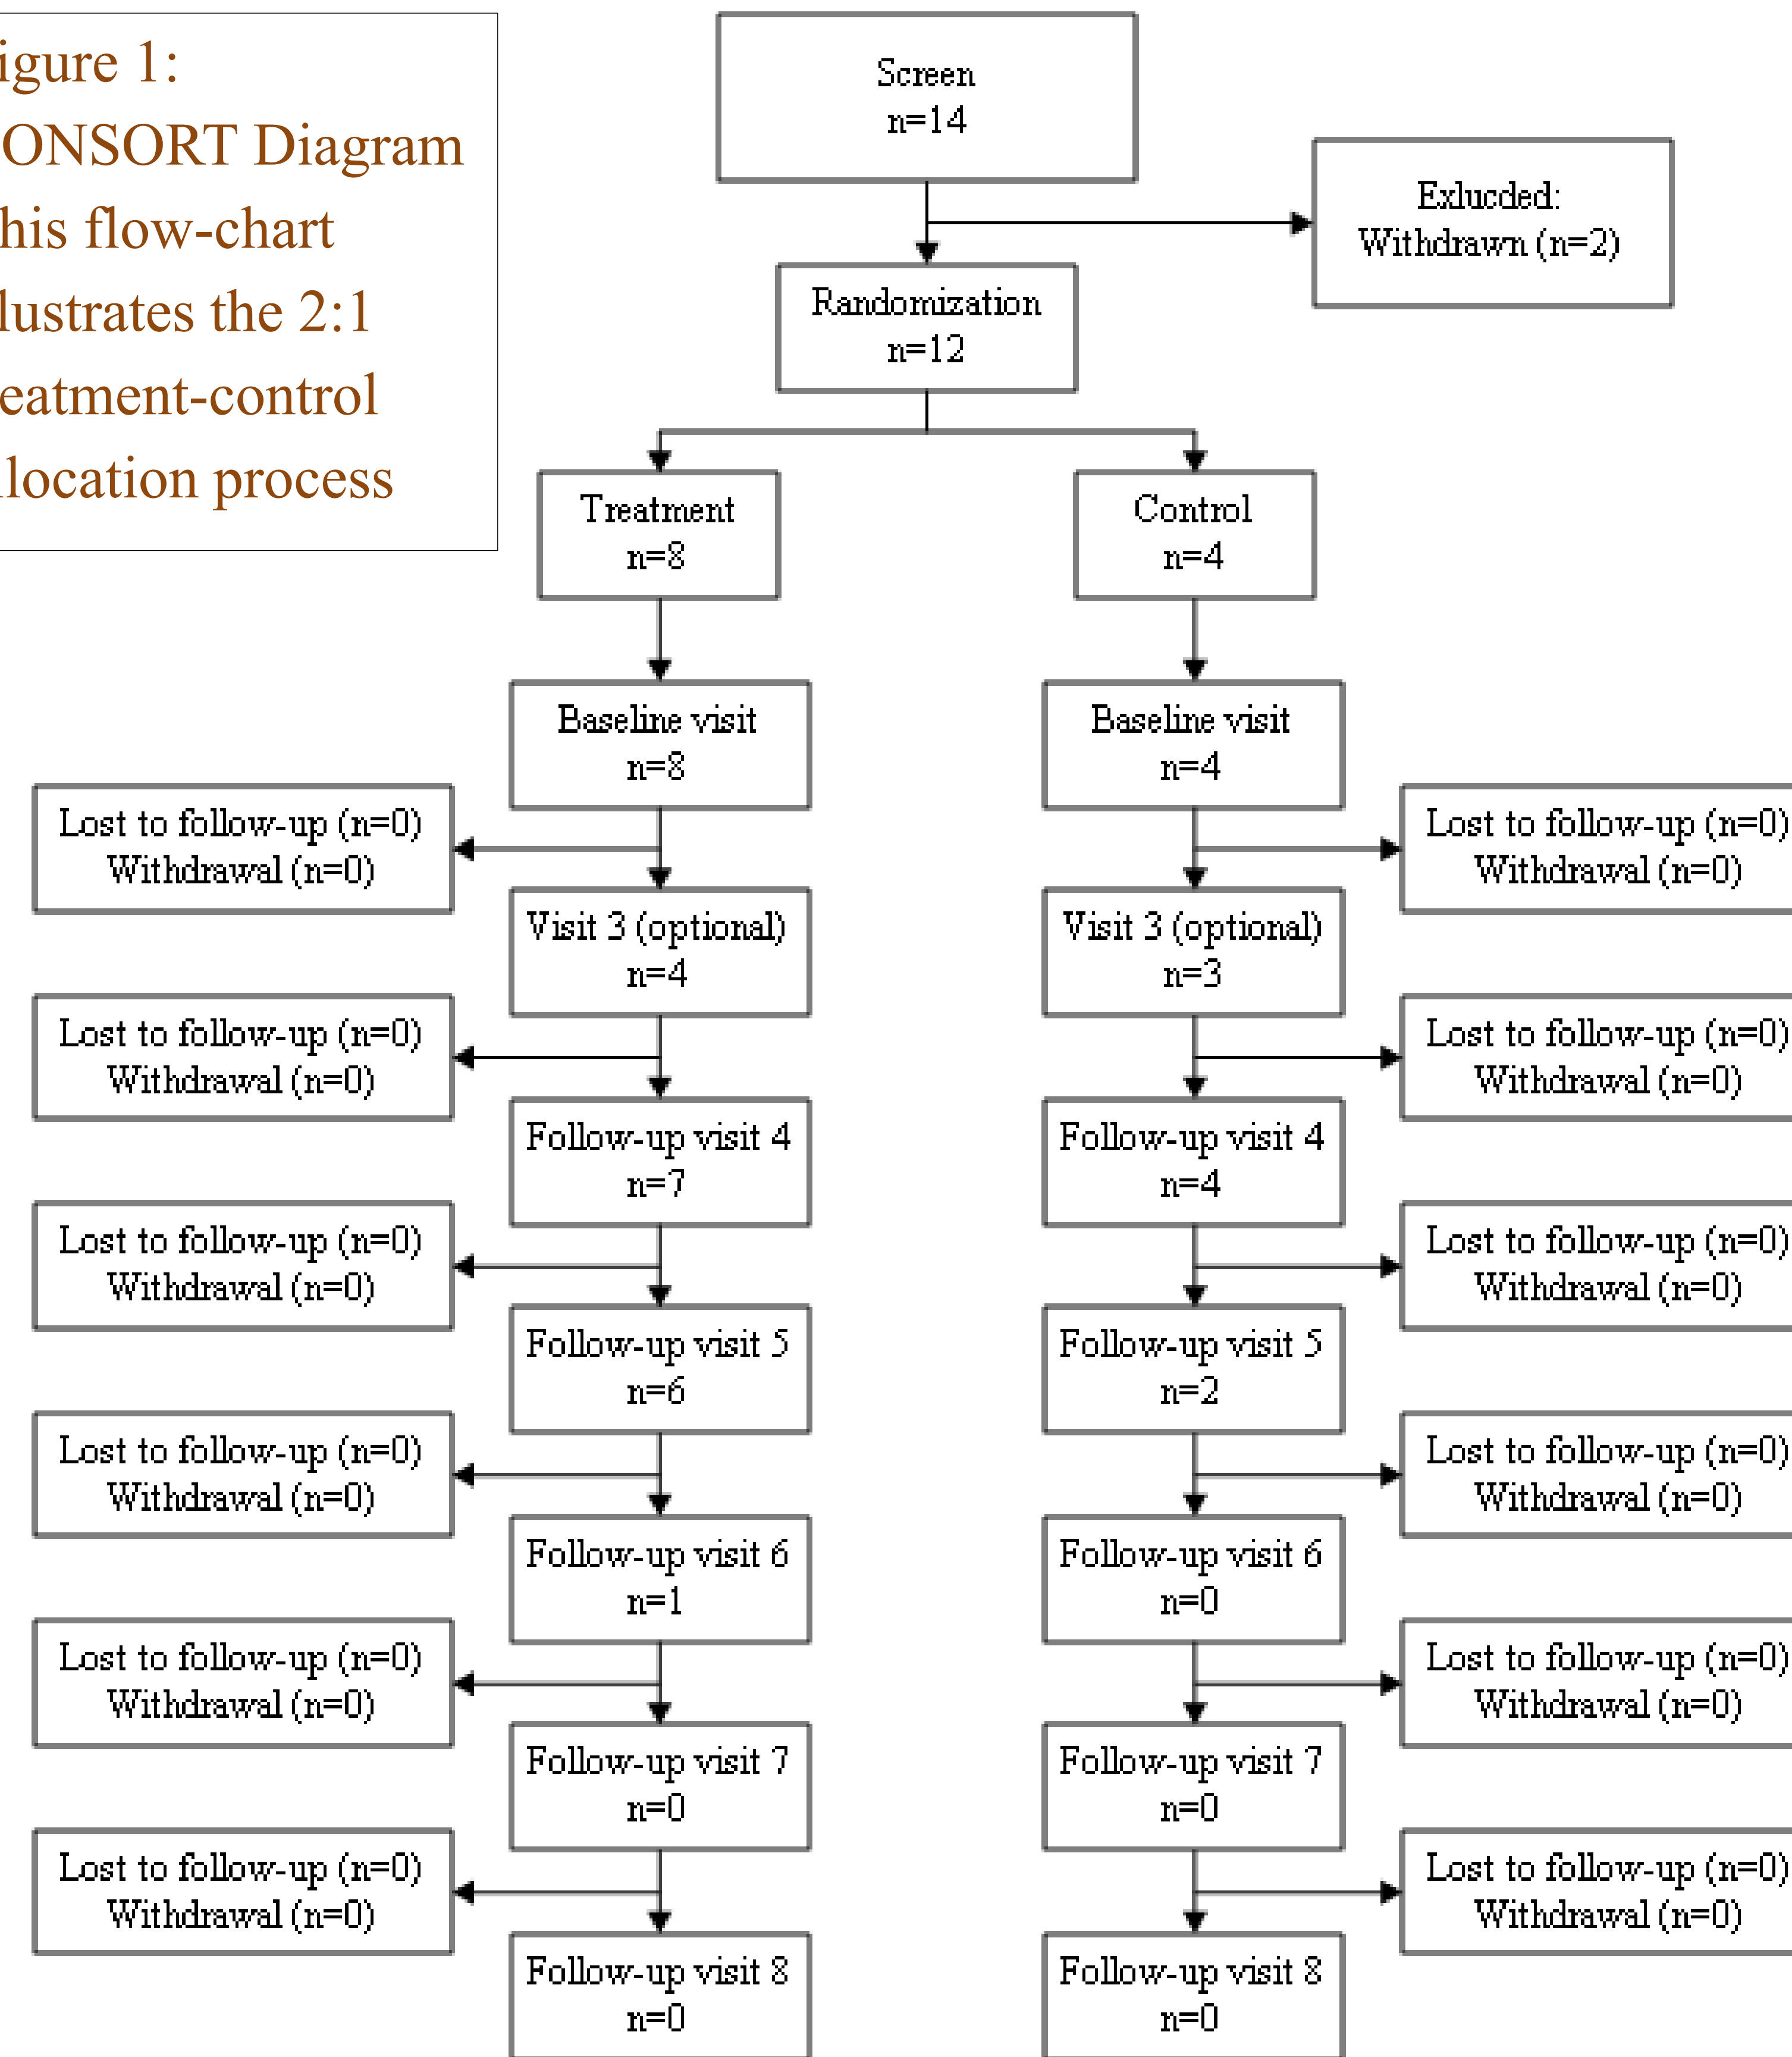 igure 1:
ONSORT Diagram
his flow-chart
lustrates the 2:1
eatment-control
location process
Screen
n=14
Exlucded:
Withdrawn (n=2)
Randomization
n=12
Treatment
n=8
Control
n=4
Baseline visit
n=8
Baseline visit
n=4
Lost to follow-up (n=0)
Withdrawal (n=0)
Lost to follow-up (n=0)
Withdrawal (n=0)
Visit 3 (optional)
n=4
Visit 3 (optional)
n=3
Lost to follow-up (n=0)
Withdrawal (n=0)
Lost to follow-up (n=0)
Withdrawal (n=0)
Follow-up visit 4
n=7
Follow-up visit 4
n=4
Lost to follow-up (n=0)
Withdrawal (n=0)
Lost to follow-up (n=0)
Withdrawal (n=0)
Follow-up visit 5
n=6
Follow-up visit 5
n=2
Lost to follow-up (n=0)
Withdrawal (n=0)
Lost to follow-up (n=0)
Withdrawal (n=0)
Follow-up visit 6
n=1
Follow-up visit 6
n=0
Lost to follow-up (n=0)
Withdrawal (n=0)
Lost to follow-up (n=0)
Withdrawal (n=0)
Follow-up visit 7
n=0
Follow-up visit 7
n=0
Lost to follow-up (n=0)
Withdrawal (n=0)
Lost to follow-up (n=0)
Withdrawal (n=0)
Follow-up visit 8
n=0
Follow-up visit 8
n=0